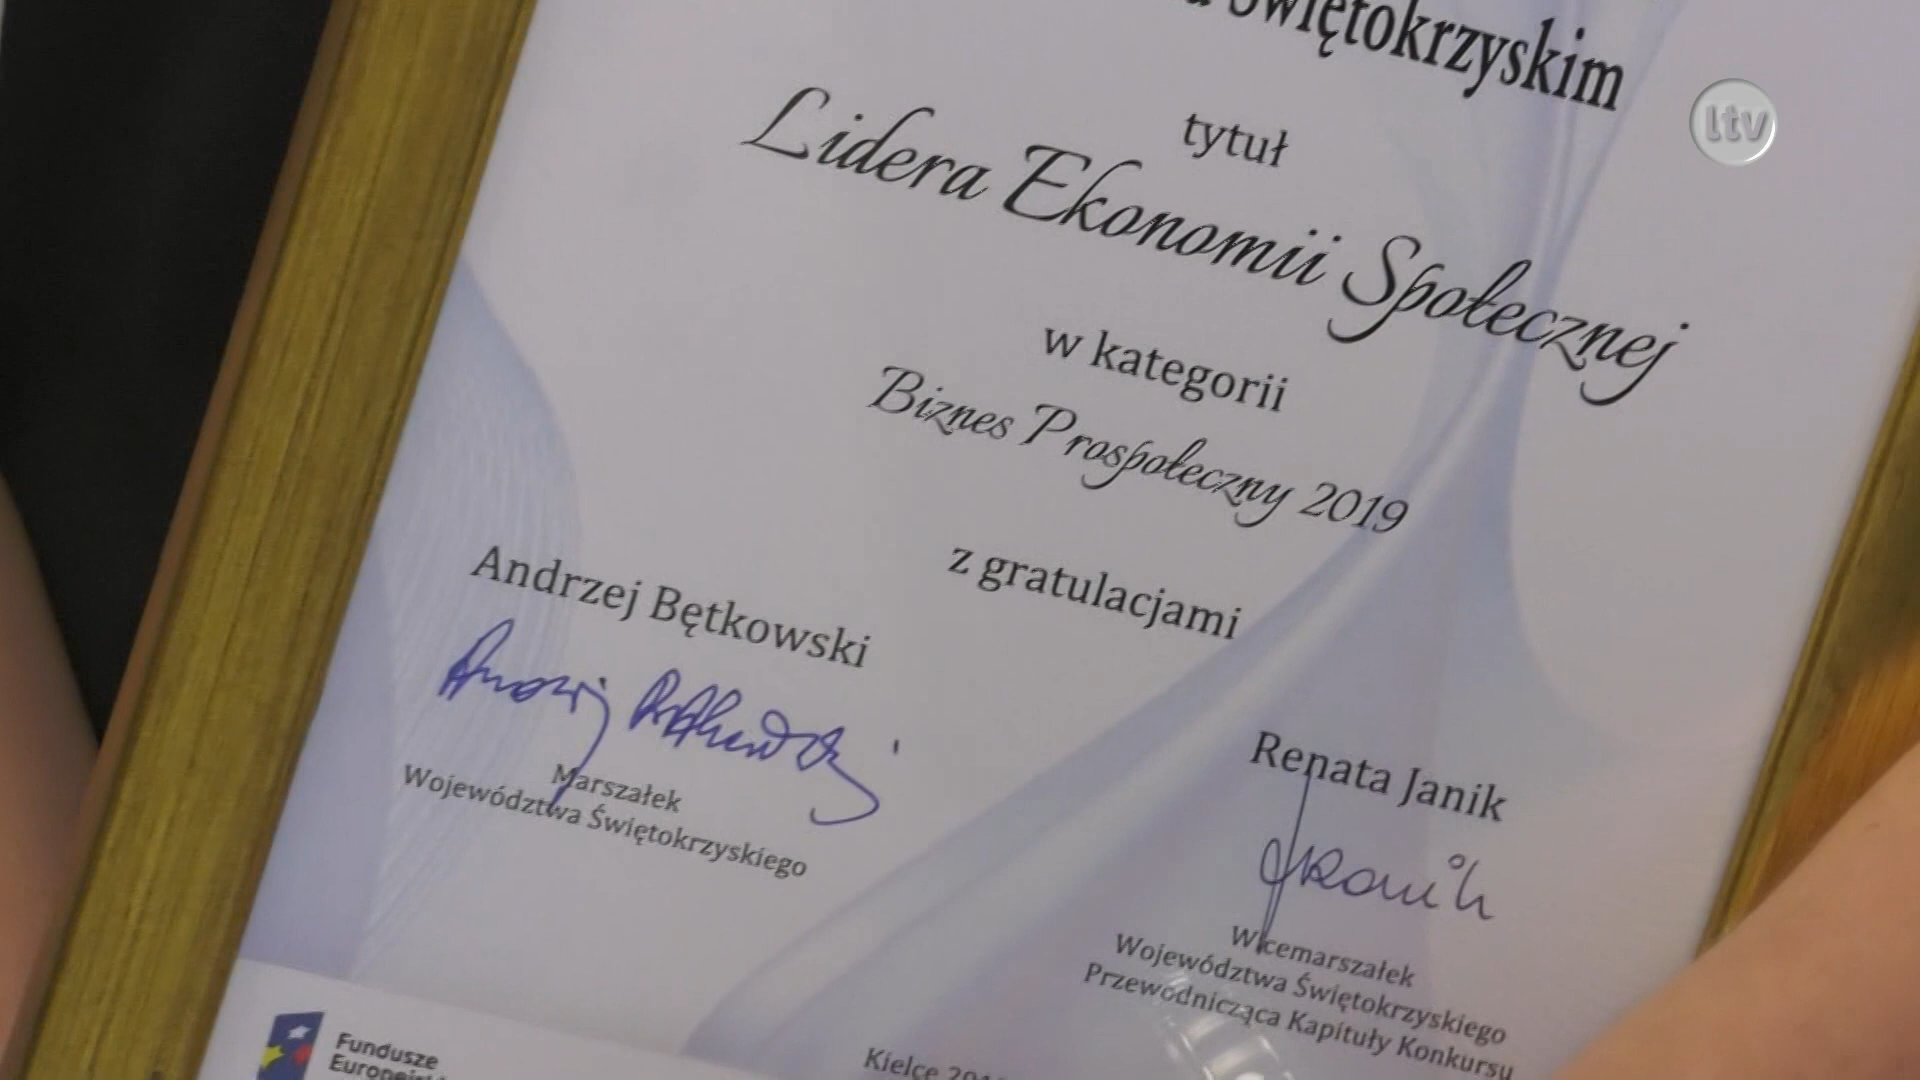 Świętokrzyskim
ltv
tytuł
Lidera Ekonomii Społecznej
w kategorii
Biznes Prospołeczny 2019
z gratulacjami
Andrzej Bętkowski
Marszałek
Województwa Świętokrzyskiego
Renata Janik
Wicemarszałek
Województwa Świętokrzyskiego
Przewodnicząca Kapituły Konkursu
Fundusze
Kielce